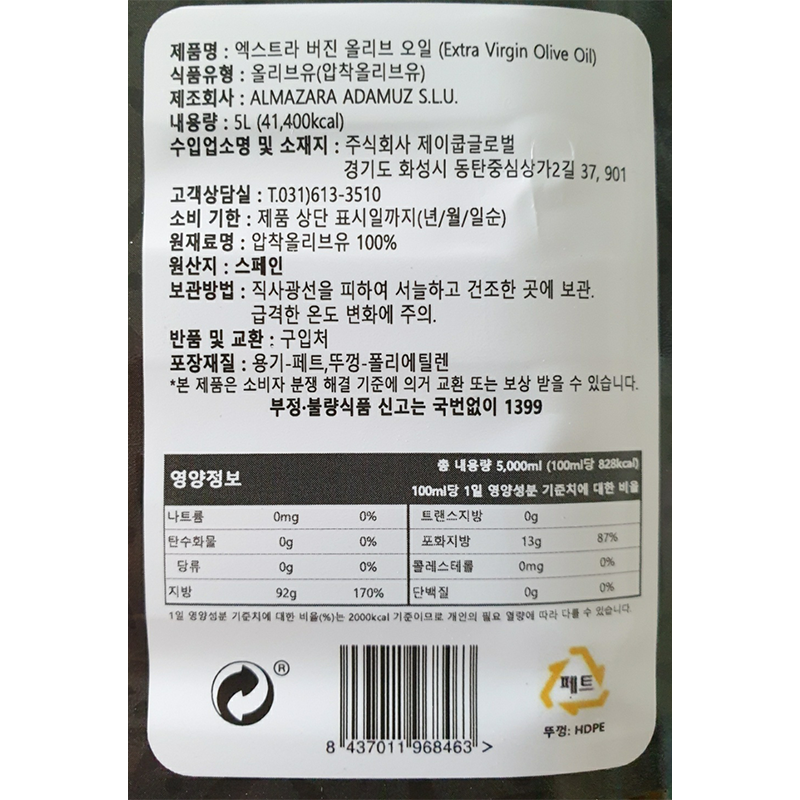 제품명 : 엑스트라 버진 올리브 오일 (Extra Virgin Olive Oil)
식품유형 : 올리브유(압착올리브유)
제조회사 : ALMAZARA ADAMUZ S.L.U.
내용량 : 5L (41,400kcal)
수입업소명 및 소재지 : 주식회사 제이쿱글로벌
경기도 화성시 동탄중심상가2길 37, 901
고객상담실 : T.031)613-3510
소비 기한 : 제품 상단 표시일까지(년/월/일순)
원재료명 : 압착올리브유 100%
원산지 : 스페인
보관방법 : 직사광선을 피하여 서늘하고 건조한 곳에 보관.
급격한 온도 변화에 주의.
반품 및 교환 : 구입처
포장재질 : 용기-페트,뚜껑-폴리에틸렌
*본 제품은 소비자 분쟁 해결 기준에 의거 교환 또는 보상 받을 수 있습니다.
부정·불량식품 신고는 국번없이 1399
영양정보
총 내용량 5,000ml (100ml당 828kcal)
100ml당 1일 영양성분 기준치에 대한 비율
나트륨 0mg 0% 트랜스지방 0g
탄수화물 0g 0% 포화지방 13g 87%
당류 0g 0% 콜레스테롤 0mg 0%
지방 92g 170% 단백질 0g 0%
1일 영양성분 기준치에 대한 비율(%)는 2000kcal 기준이므로 개인의 필요 열량에 따라 다를 수 있습니다.
®
페트
뚜껑: HDPE
8 437011 968463 >